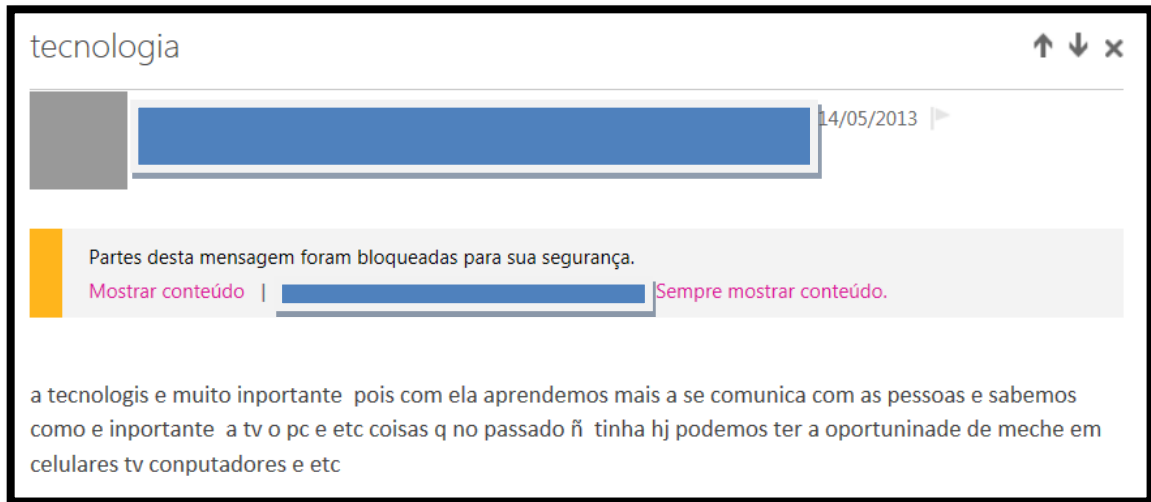 tecnologia
14/05/2013
Partes desta mensagem foram bloqueadas para sua segurança.
Mostrar conteúdo | Sempre mostrar conteúdo.
a tecnologis e muito inportante pois com ela aprendemos mais a se comunica com as pessoas e sabemos
como e inportante a tv o pc e etc coisas q no passado ñ tinha hj podemos ter a oportuninade de meche em
celulares tv conputadores e etc